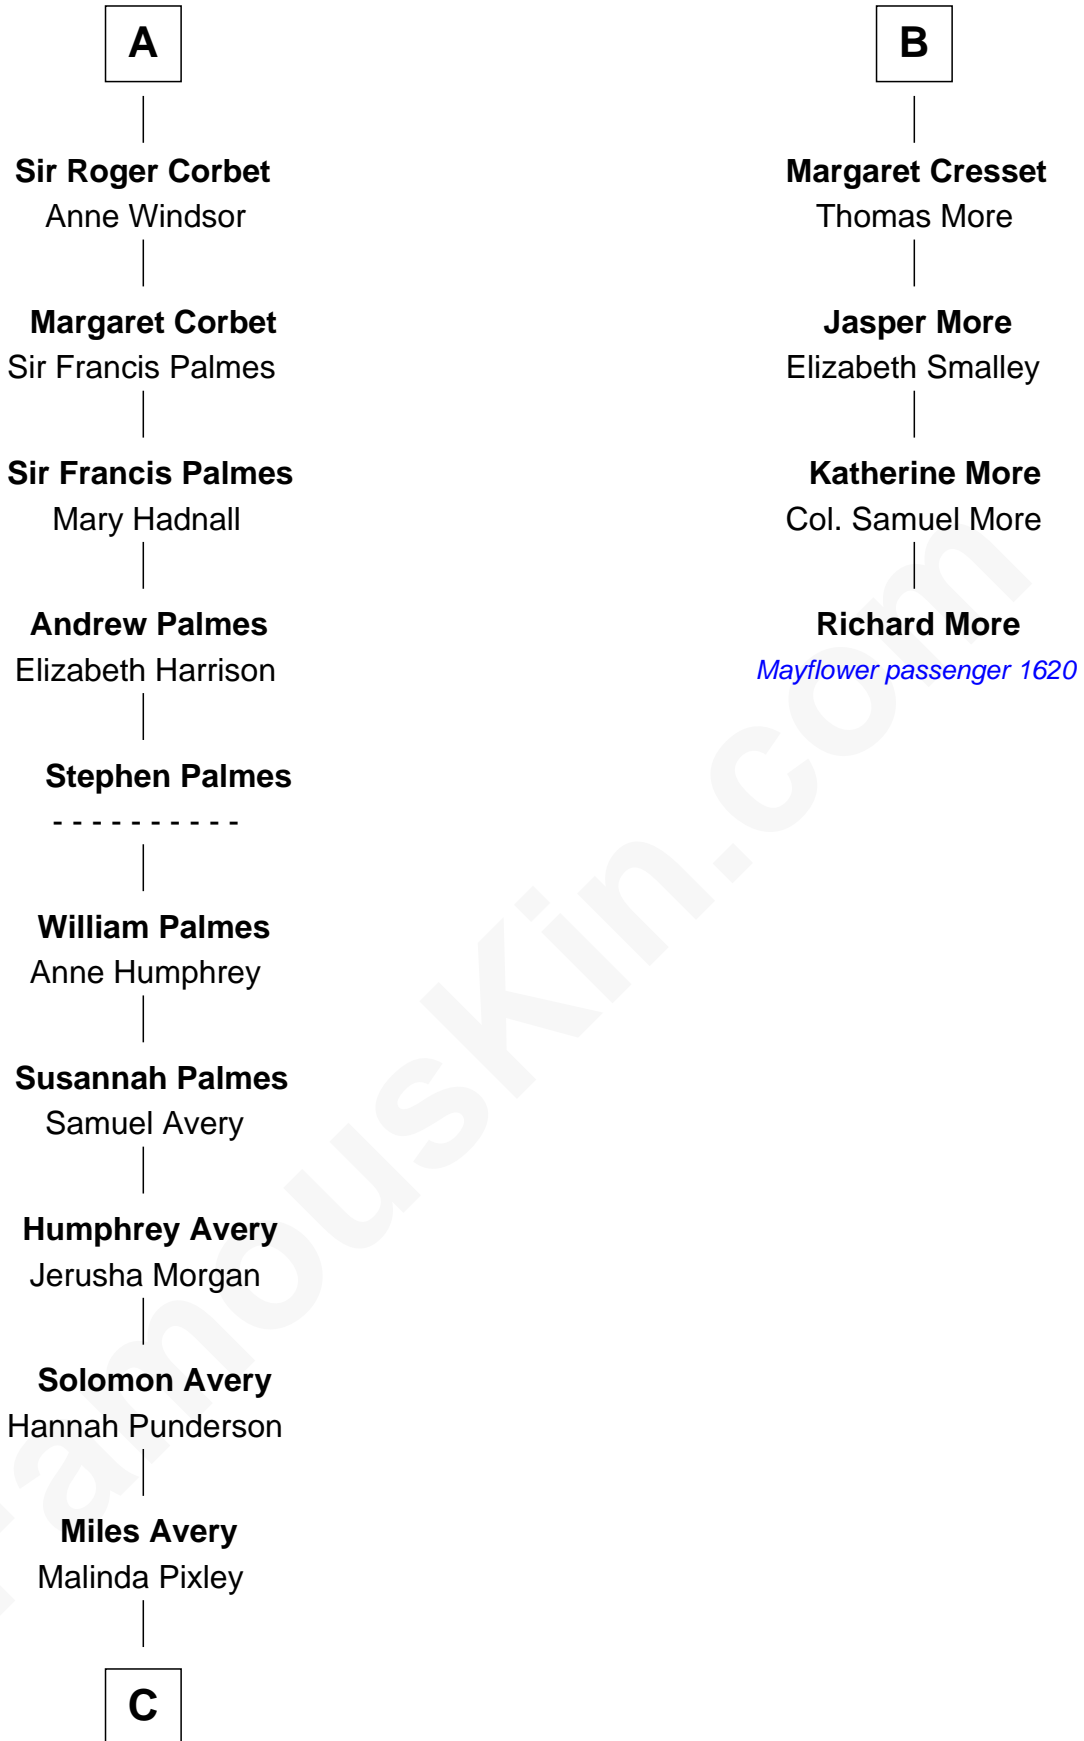 A
Sir Roger Corbet
Anne Windsor
Margaret Corbet
Sir Francis Palmes
Sir Francis Palmes
Mary Hadnall
Andrew Palmes
Elizabeth Harrison
Stephen Palmes
- - - - - - - - - -
William Palmes
Anne Humphrey
Susannah Palmes
Samuel Avery
Humphrey Avery
Jerusha Morgan
Solomon Avery
Hannah Punderson
Miles Avery
Malinda Pixley
C
B
Margaret Cresset
Thomas More
Jasper More
Elizabeth Smalley
Katherine More
Col. Samuel More
Richard More
Mayflower passenger 1620
FamousKin.com